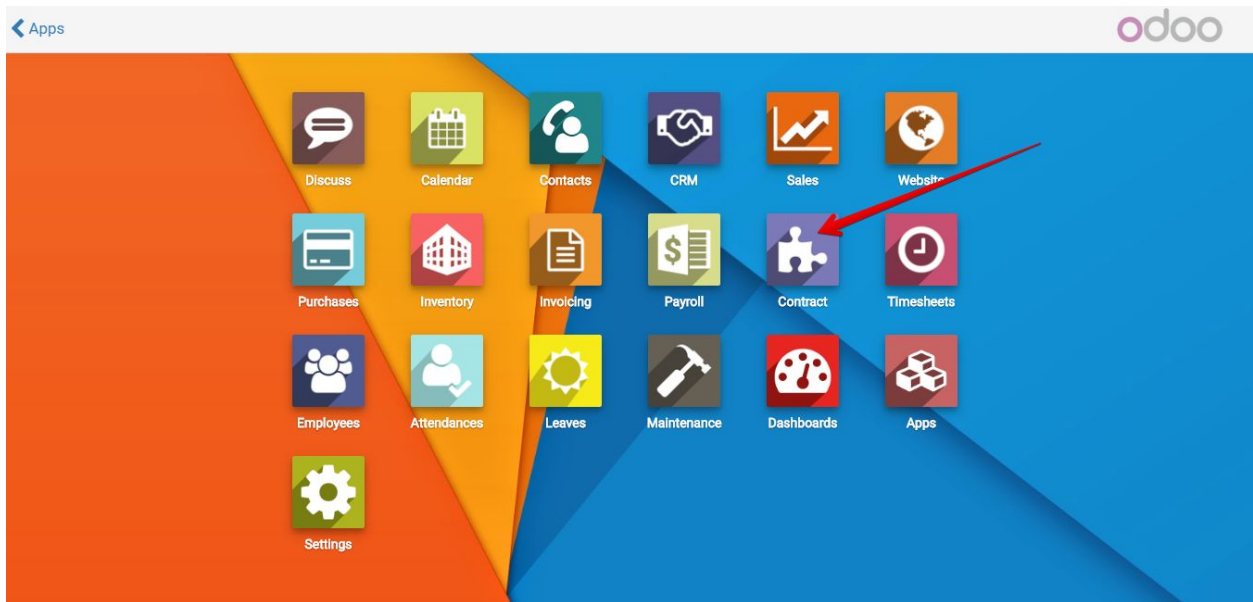 Apps
odoo
Discuss
Calendar
Contacts
CRM
Sales
Website
Purchases
Inventory
Invoicing
$
Payroll
Contract
Timesheets
Employees
Attendances
Leaves
Maintenance
Dashboards
Apps
Settings